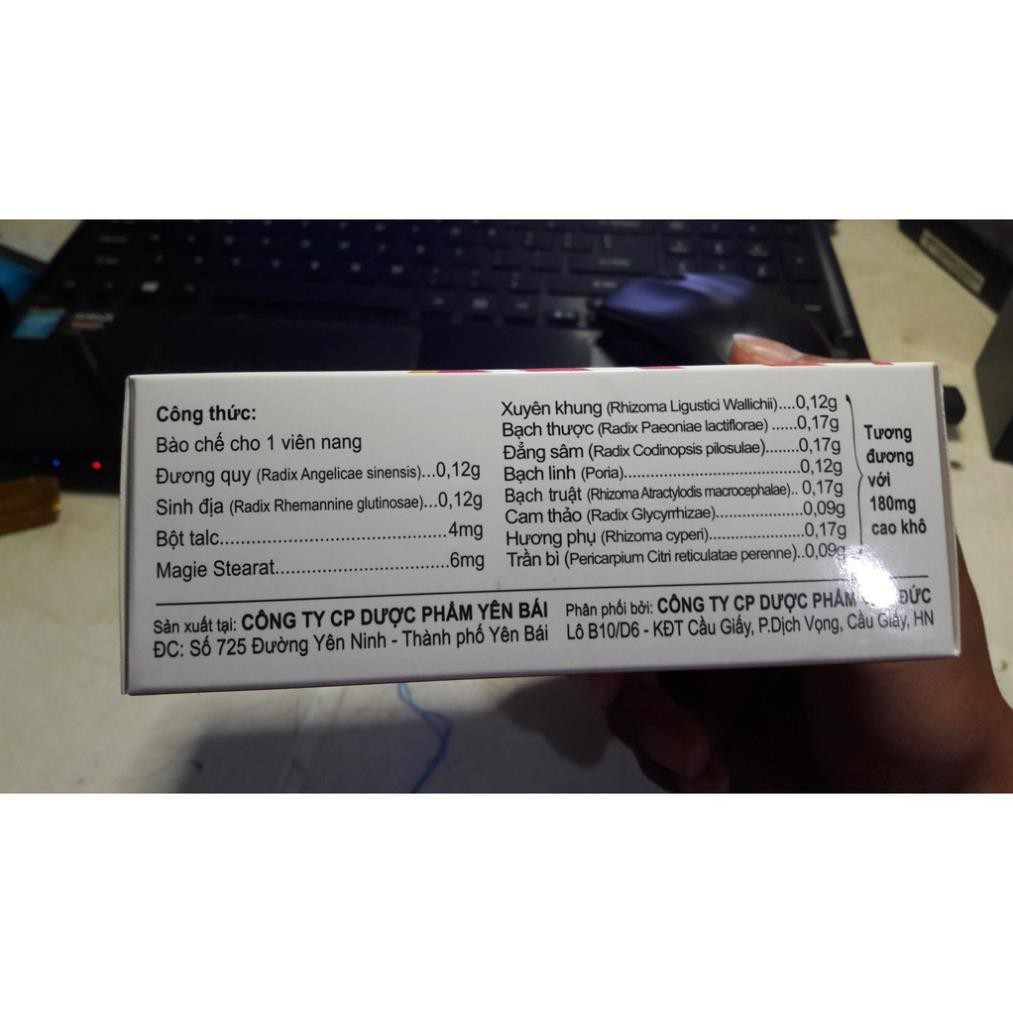 Công thức:
Bào chế cho 1 viên nang
Đương quy (Radix Angelicae sinensis)...0,12g
Sinh địa (Radix Rhemannine glutinosae)...0,12g
Bột talc..........................................4mg
Magie Stearat................................6mg
Xuyên khung (Rhizoma Ligustici Wallichii)....0,12g
Bạch thược (Radix Paeoniae lactiflorae) ......0,17g
Đẳng sâm (Radix Codinopsis pilosulae)........0,17g
Bạch linh (Poria)..........................................0,12g
Bạch truật (Rhizoma Atractylodis macrocephalae).. 0,17g
Cam thảo (Radix Glycyrrhizae).....................0,09g
Hương phụ (Rhizoma cyperi).......................0,17g
Trần bì (Pericarpium Citri reticulatae perenne)..0,09g
Tương
đương
với
180mg
cao khô
Sản xuất tại: CÔNG TY CP DƯỢC PHẨM YÊN BÁI
ĐC: Số 725 Đường Yên Ninh - Thành phố Yên Bái
Phân phối bởi: CÔNG TY CP DƯỢC PHẨM ĐỨC
Lô B10/D6 - KĐT Cầu Giấy, P.Dịch Vọng, Cầu Giấy, HN